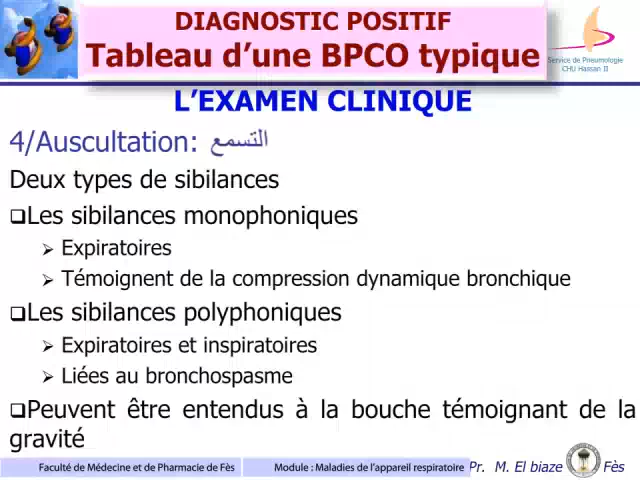 DIAGNOSTIC POSITIF
Tableau d’une BPCO typique
Service de Pneumologie
CHU Hassan II
L’EXAMEN CLINIQUE
4/Auscultation: التسمع
Deux types de sibilances
❑Les sibilances monophoniques
➢ Expiratoires
➢ Témoignent de la compression dynamique bronchique
❑Les sibilances polyphoniques
➢ Expiratoires et inspiratoires
➢ Liées au bronchospasme
❑Peuvent être entendus à la bouche témoignant de la
gravité
Faculté de Médecine et de Pharmacie de Fès Module : Maladies de l’appareil respiratoire Pr. M. El biaze Fès